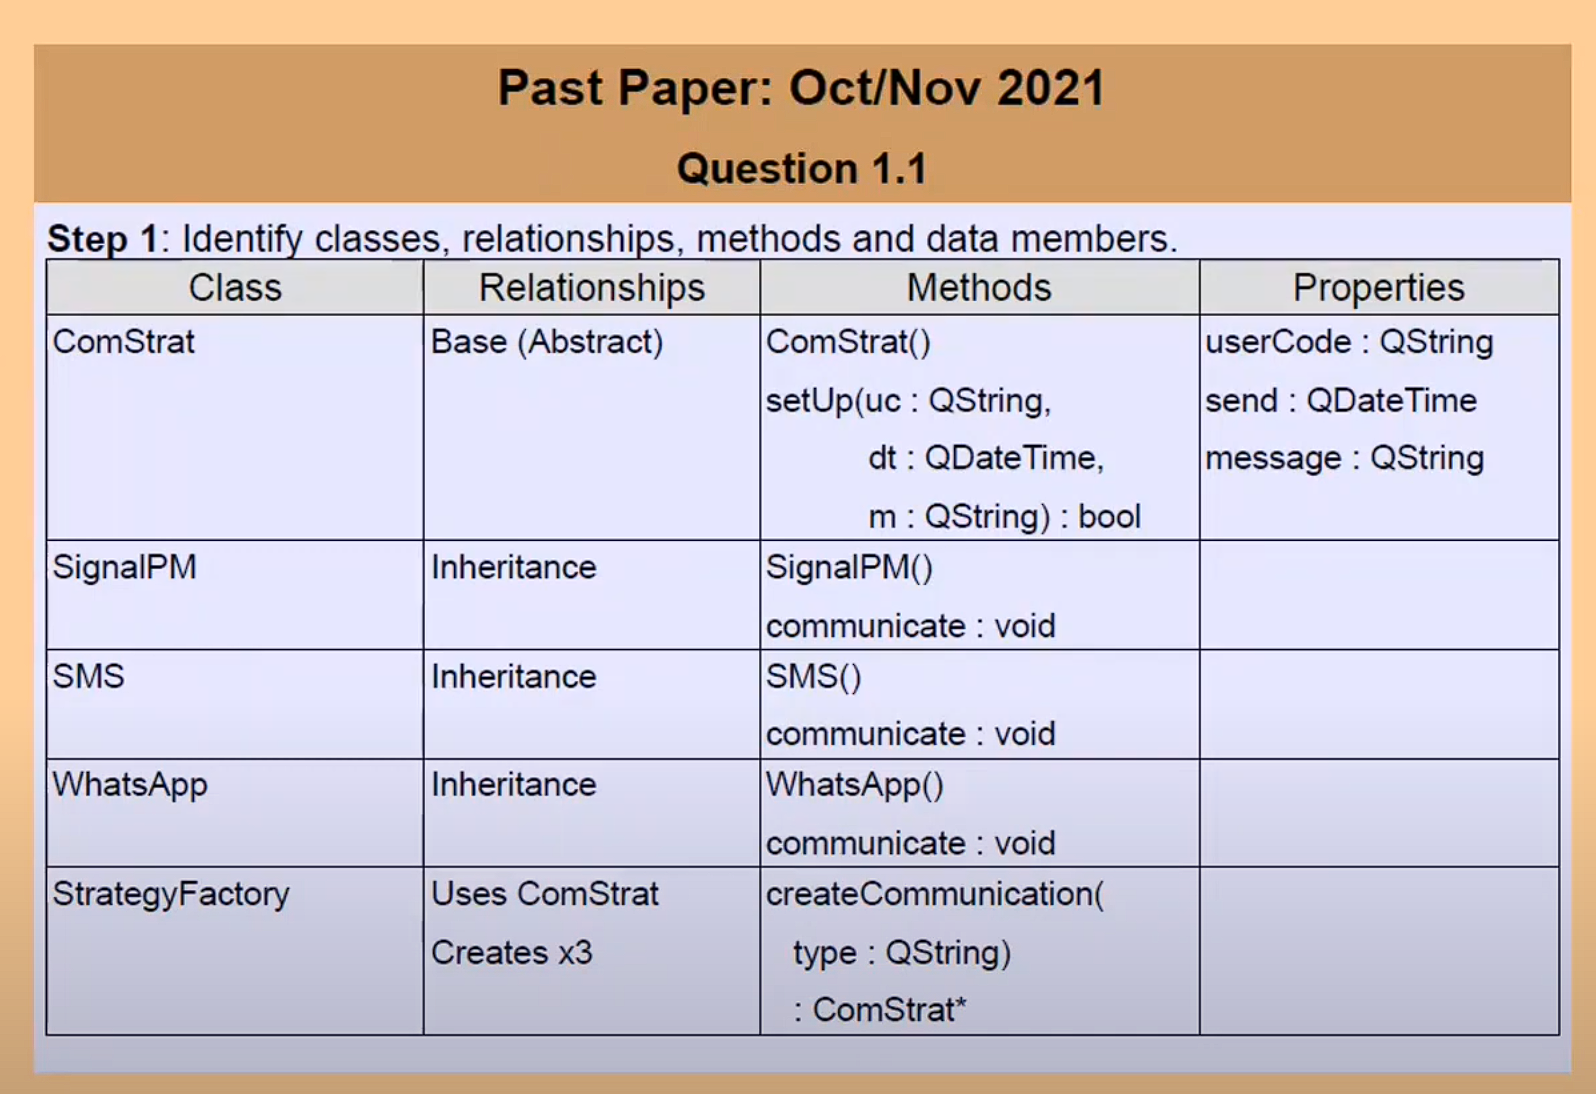 Past Paper: Oct/Nov 2021
Question 1.1
Step 1: Identify classes, relationships, methods and data members.
Class Relationships Methods Properties
ComStrat Base (Abstract) ComStrat() userCode : QString
setUp(uc : QString, send : QDateTime
dt : QDateTime, message : QString
m : QString) : bool
SignalPM Inheritance SignalPM()
communicate : void
SMS Inheritance SMS()
communicate : void
WhatsApp Inheritance WhatsApp()
communicate : void
StrategyFactory Uses ComStrat createCommunication(
Creates x3 type : QString)
: ComStrat*